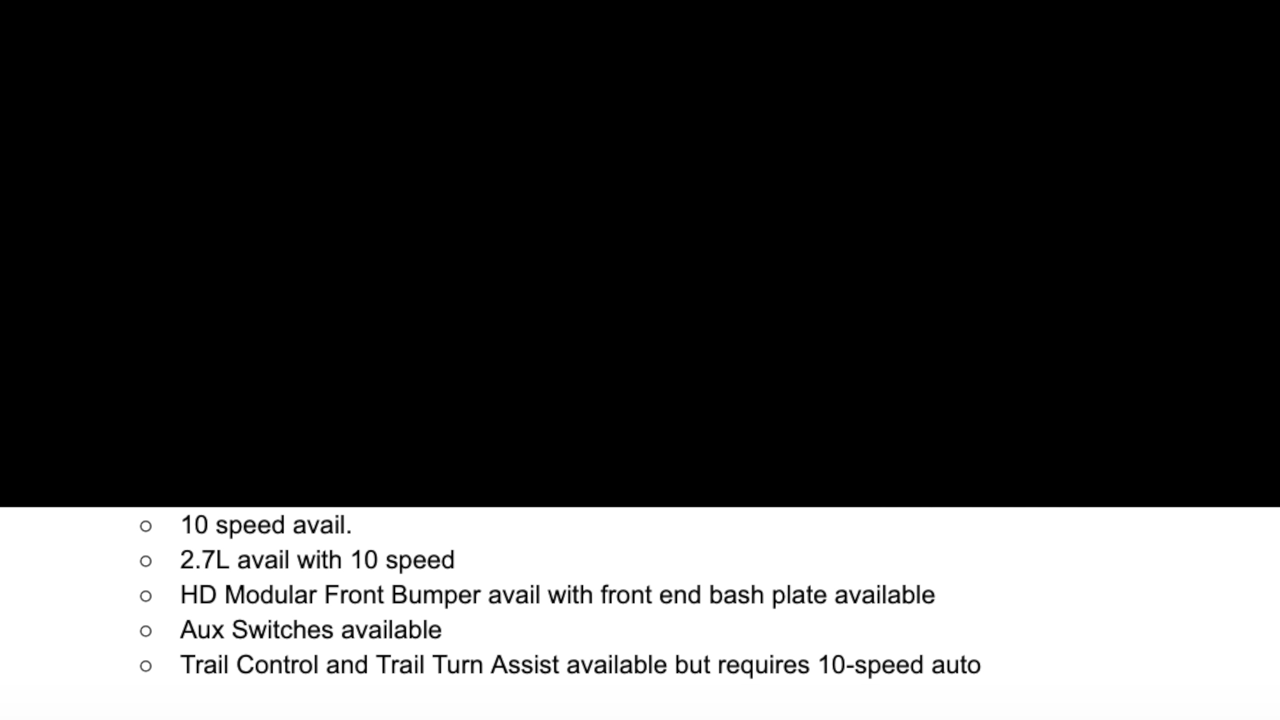 ○ 10 speed avail.
○ 2.7L avail with 10 speed
○ HD Modular Front Bumper avail with front end bash plate available
○ Aux Switches available
○ Trail Control and Trail Turn Assist available but requires 10-speed auto